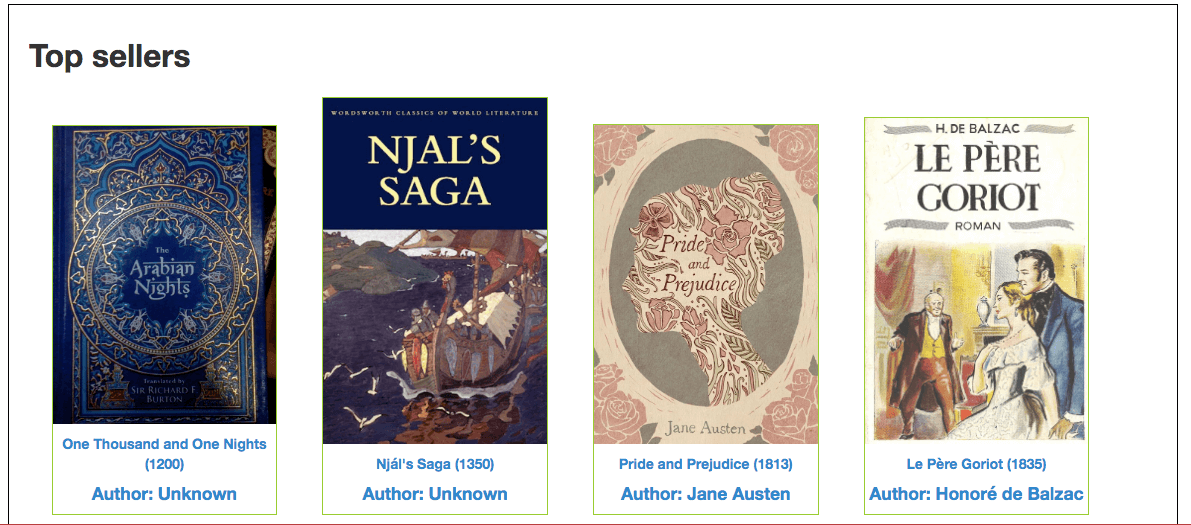 Top sellers
The
Arabian
Nights
Translated by
SIR RICHARD F.
BURTON
One Thousand and One Nights
(1200)
Author: Unknown
WORDSWORTH CLASSICS OF WORLD LITERATURE
NJAL'S
SAGA
Njál's Saga (1350)
Author: Unknown
Pride
and
Prejudice
Jane Austen
Pride and Prejudice (1813)
Author: Jane Austen
H. DE BALZAC
LE PÈRE
GORIOT
ROMAN
Le Père Goriot (1835)
Author: Honoré de Balzac